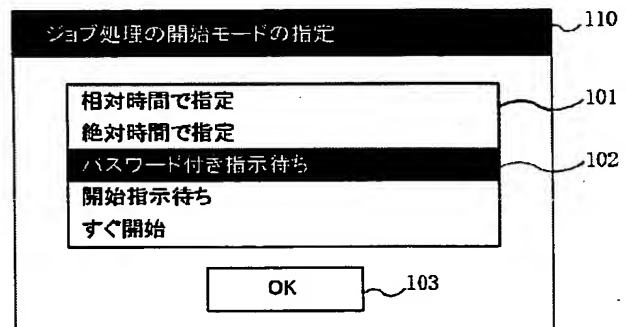 ジョブ処理の開始モードの指定 110
相対時間で指定 101
絶対時間で指定
パスワード付き指示待ち 102
開始指示待ち
すぐ開始
OK 103